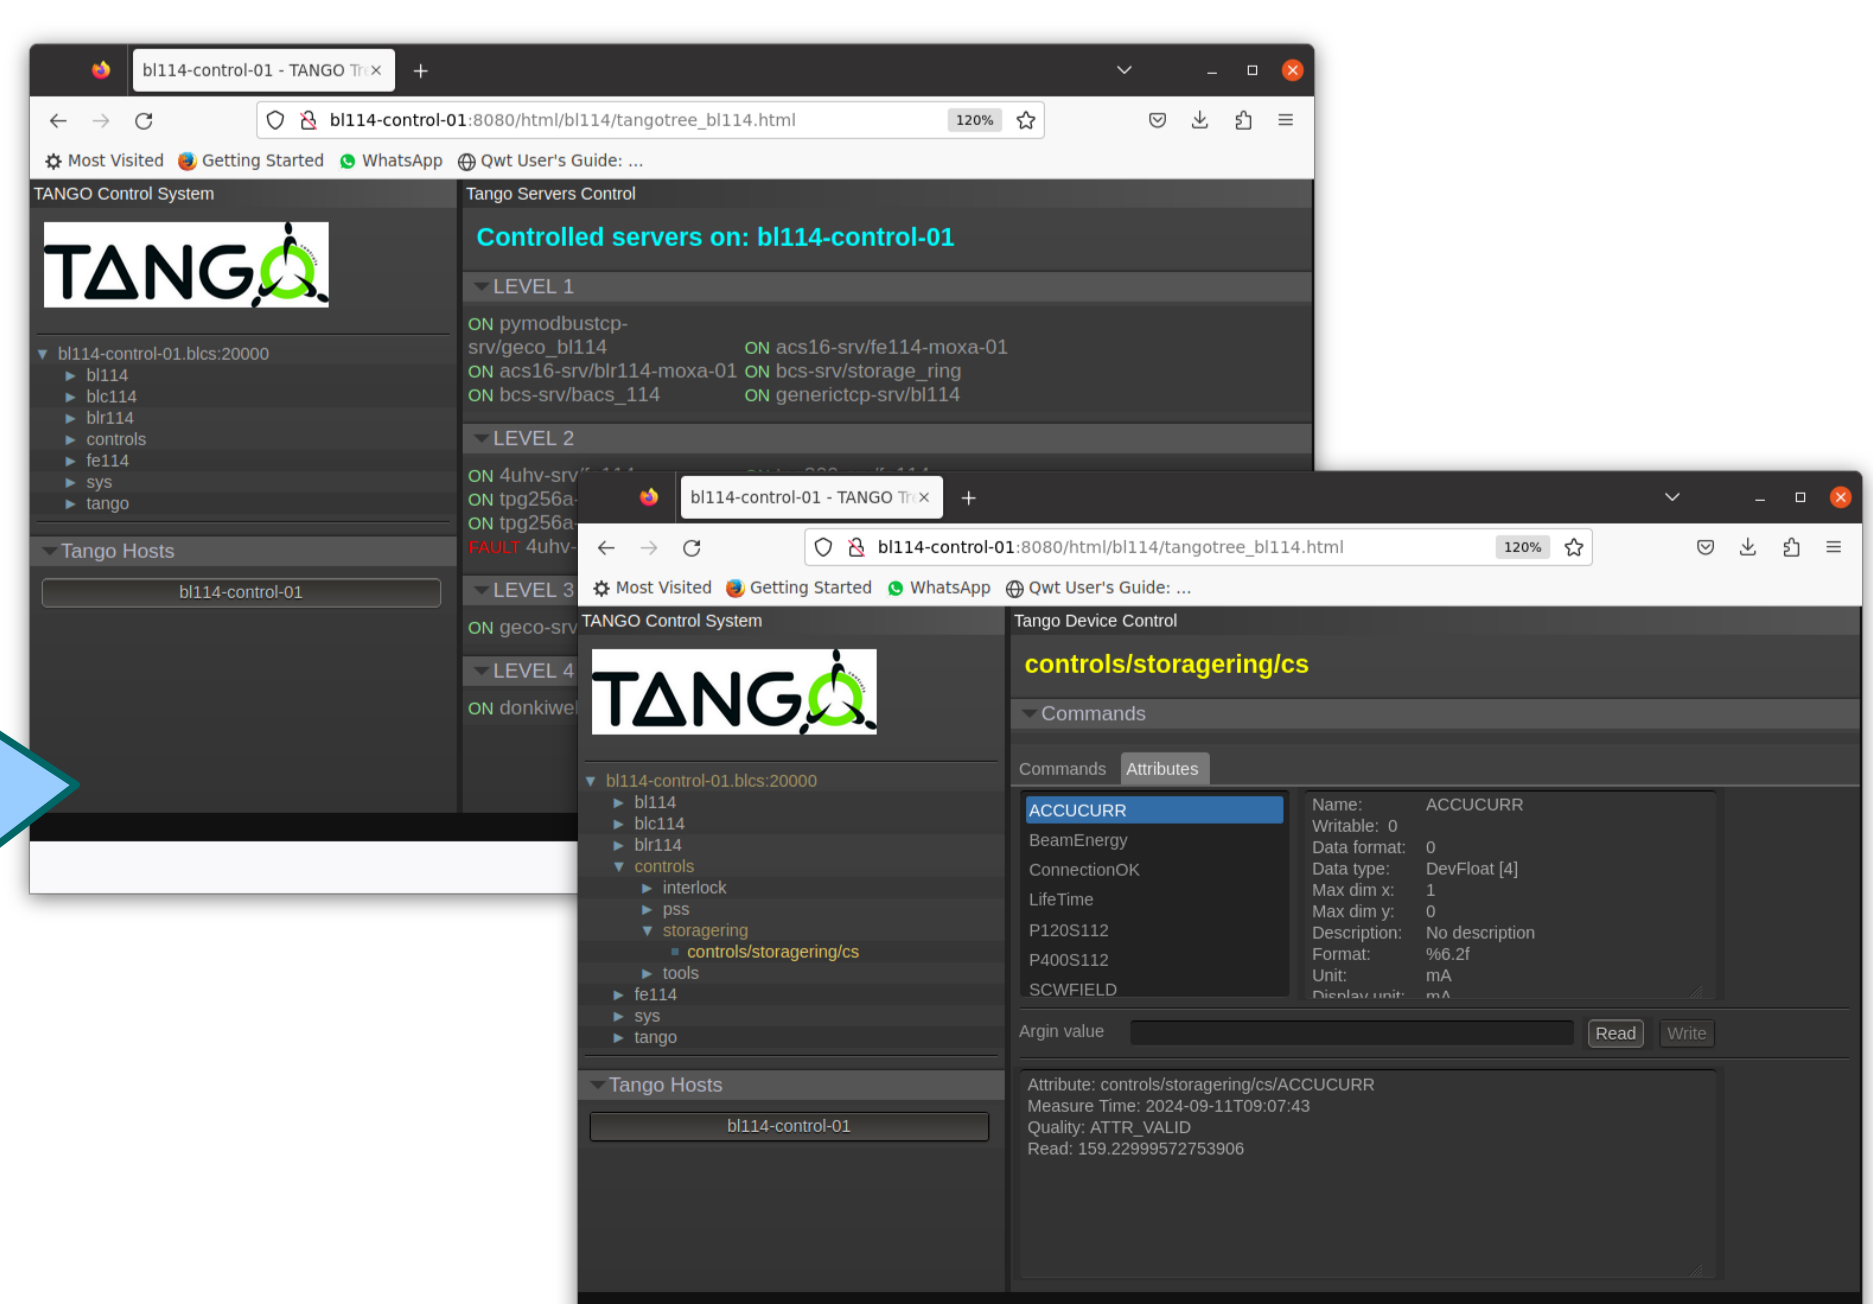 bl114-control-01 - TANGO Tre
bl114-control-01:8080/html/bl114/tangotree_bl114.html
120%
Most Visited Getting Started WhatsApp Qwt User's Guide: ...
TANGO Control System
TANGO
bl114-control-01.blcs:20000
bl114
blc114
blr114
controls
fe114
sys
tango
Tango Hosts
bl114-control-01
Tango Servers Control
Controlled servers on: bl114-control-01
LEVEL 1
ON pymodbustcp-
srv/geco_bl114 ON acs16-srv/fe114-moxa-01
ON acs16-srv/blr114-moxa-01 ON bcs-srv/storage_ring
ON bcs-srv/bacs_114 ON generictcp-srv/bl114
LEVEL 2
ON 4uhv-srv
ON tpg256a-
ON tpg256a-
FAULT 4uhv-
LEVEL 3
ON geco-srv
LEVEL 4
ON donkiwe
bl114-control-01 - TANGO Tre
bl114-control-01:8080/html/bl114/tangotree_bl114.html
120%
Most Visited Getting Started WhatsApp Qwt User's Guide: ...
TANGO Control System
TANGO
bl114-control-01.blcs:20000
bl114
blc114
blr114
controls
interlock
pss
storagering
controls/storagering/cs
tools
fe114
sys
tango
Tango Hosts
bl114-control-01
Tango Device Control
controls/storagering/cs
Commands
Commands Attributes
ACCUCURR
BeamEnergy
ConnectionOK
LifeTime
P120S112
P400S112
SCWFIELD
Name: ACCUCURR
Writable: 0
Data format: 0
Data type: DevFloat [4]
Max dim x: 1
Max dim y: 0
Description: No description
Format: %6.2f
Unit: mA
Display unit: mA
Argin value Read Write
Attribute: controls/storagering/cs/ACCUCURR
Measure Time: 2024-09-11T09:07:43
Quality: ATTR_VALID
Read: 159.22999572753906